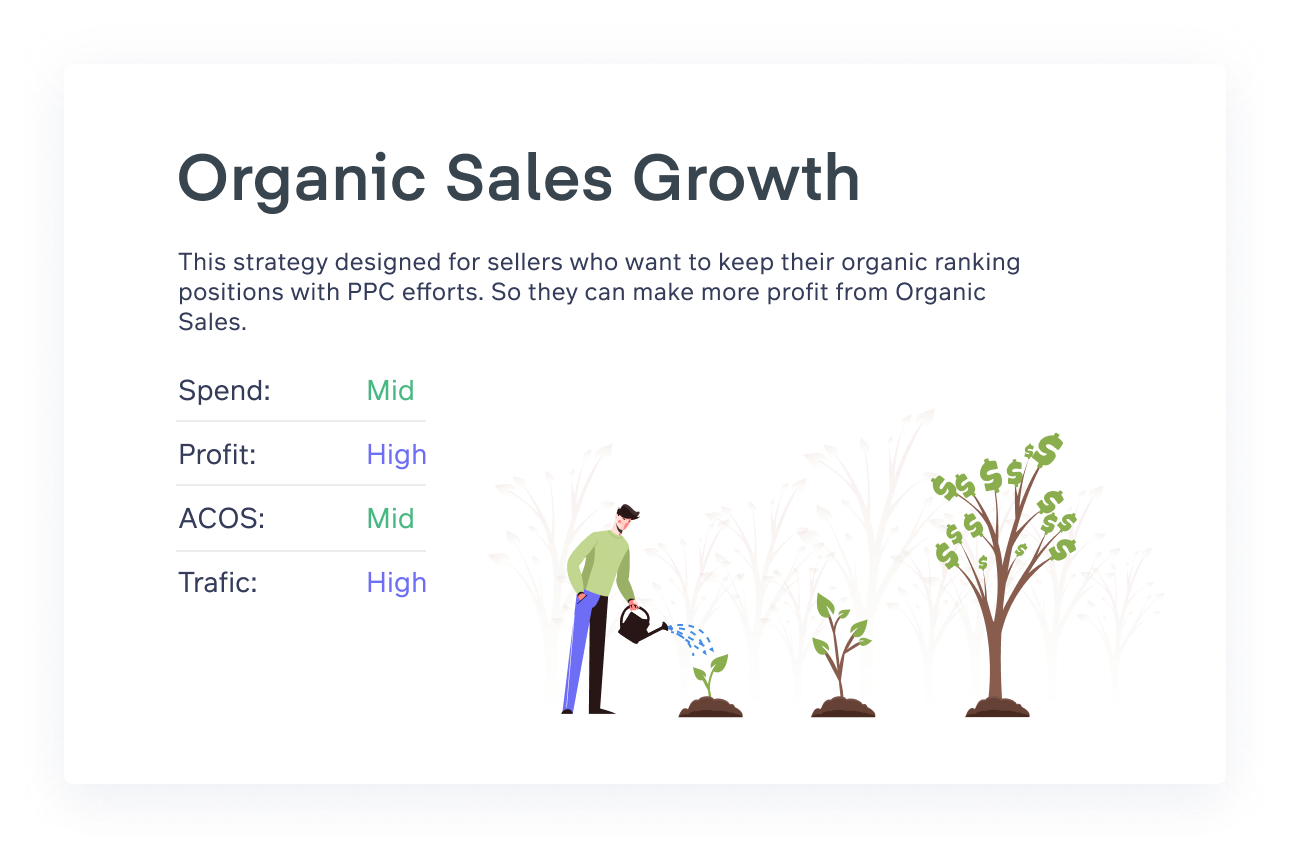 Organic Sales Growth
This strategy designed for sellers who want to keep their organic ranking
positions with PPC efforts. So they can make more profit from Organic
Sales.
Spend: Mid
Profit: High
ACOS: Mid
Trafic: High